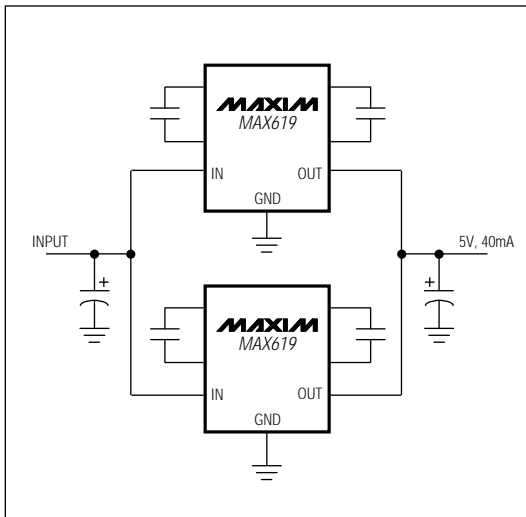 MAXIM
MAX619
IN OUT
GND
INPUT 5V, 40mA
+ +
MAXIM
MAX619
IN OUT
GND